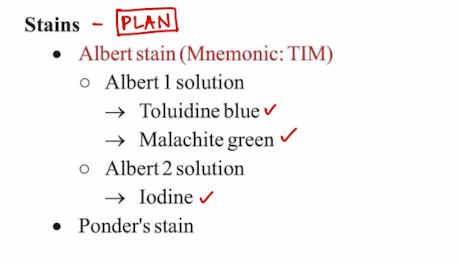 Stains – PLAN
• Albert stain (Mnemonic: TIM)
○ Albert 1 solution
→ Toluidine blue ✓
→ Malachite green ✓
○ Albert 2 solution
→ Iodine ✓
• Ponder's stain